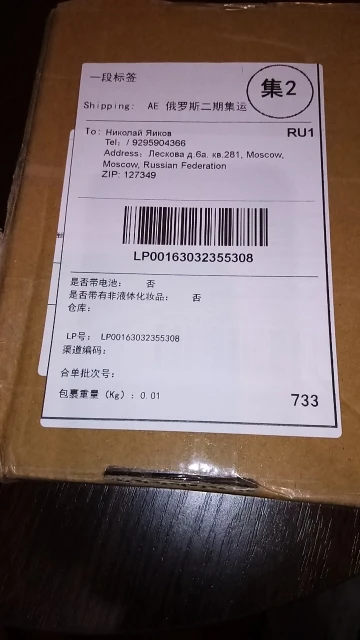 一段标签
集2
Shipping: AE 俄罗斯二期集运
To: Николай Яиков
RU1
Tel: / 9295904366
Address: Лескова д.6а. кв.281, Moscow,
Moscow, Russian Federation
ZIP: 127349
LP00163032355308
是否带电池： 否
是否带有非液体化妆品： 否
仓库：
LP号： LP00163032355308
渠道编码：
合单批次号：
包裹重量（Kg）：0.01
733